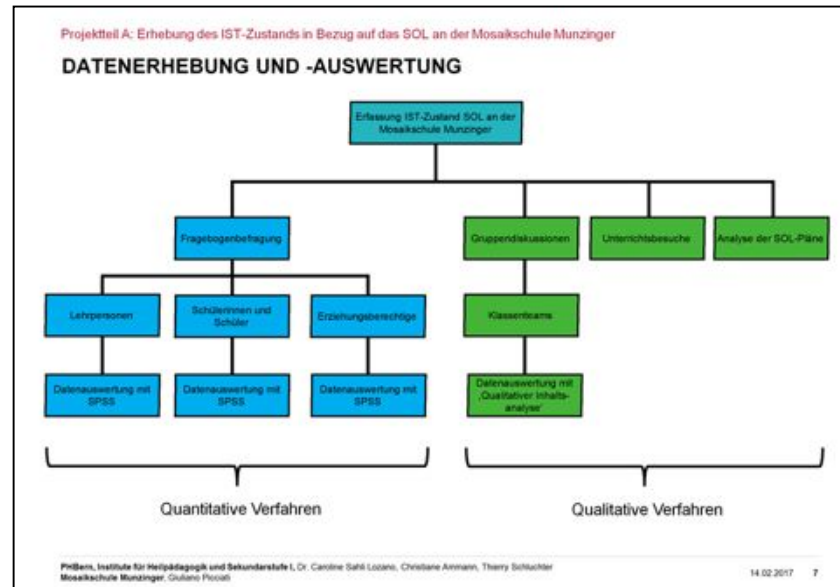 Projektteil A: Erhebung des IST-Zustands in Bezug auf das SOL an der Mosaikschule Munzinger
DATENERHEBUNG UND -AUSWERTUNG
Erfassung IST-Zustand SOL an der
Mosaikschule Munzinger
Fragebogenbefragung
Gruppendiskussionen
Unterrichtsbesuche
Analyse der SOL-Pläne
Lehrpersonen
Schülerinnen und
Schüler
Erziehungsberechtige
Klassenteams
Datenauswertung mit
SPSS
Datenauswertung mit
SPSS
Datenauswertung mit
SPSS
Datenauswertung mit
‚Qualitativer Inhalts-
analyse‘
Quantitative Verfahren
Qualitative Verfahren
PHBern, Institute für Heilpädagogik und Sekundarstufe I, Dr. Caroline Sahli Lozano, Christiane Ammann, Thierry Schluchter
Mosaikschule Munzinger, Giuliano Picciati
14.02.2017 7